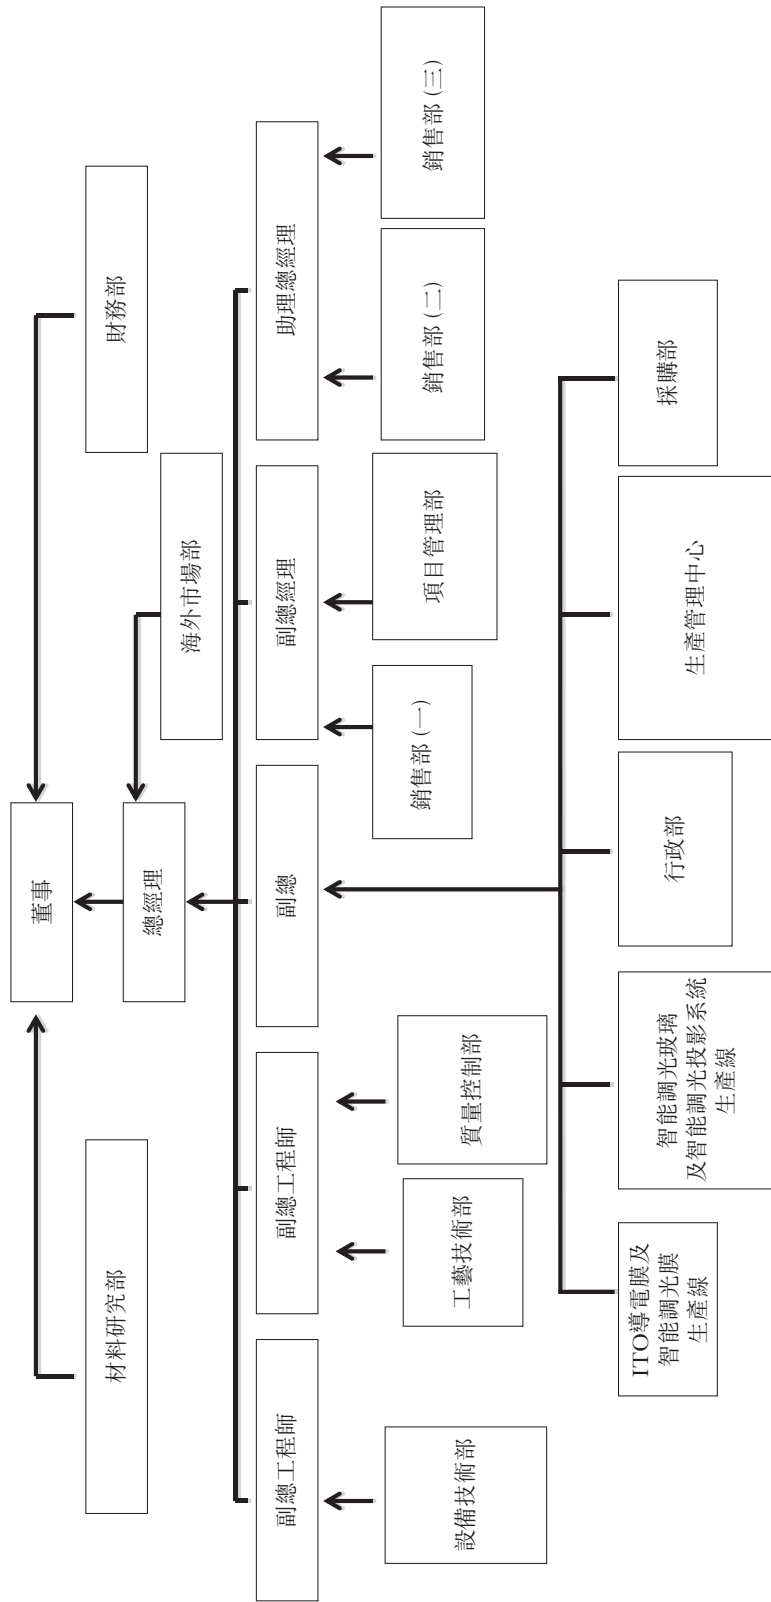 董事
材料研究部
財務部
總經理
海外市場部
副總工程師
副總工程師
副總
副總經理
助理總經理
設備技術部
工藝技術部
質量控制部
銷售部 (一)
項目管理部
銷售部 (二)
銷售部 (三)
ITO導電膜及
智能調光膜
生產線
智能調光玻璃
及智能調光投影系統
生產線
行政部
生產管理中心
採購部